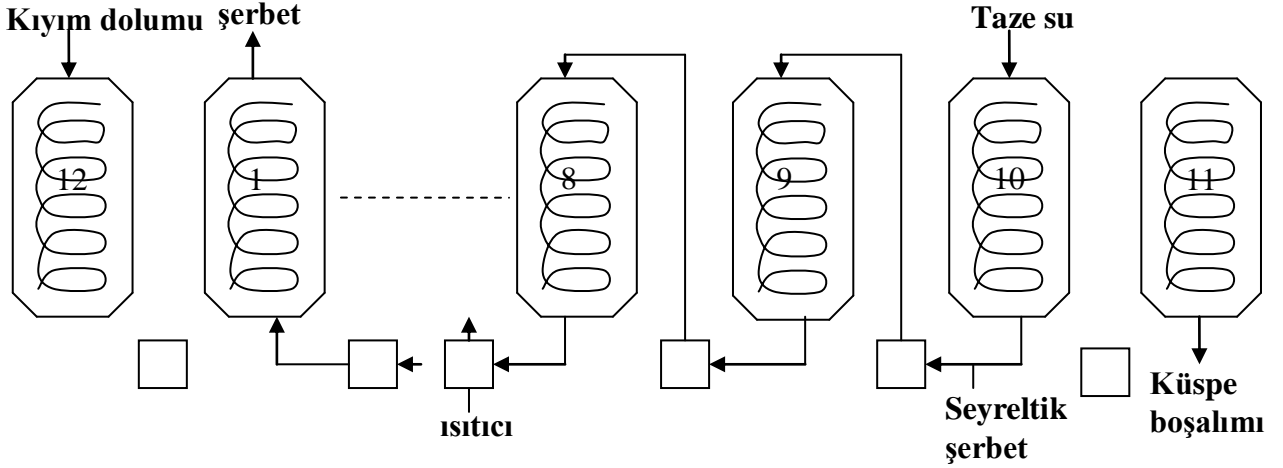 Kıyım dolumu
şerbet
Taze su
12
1
8
9
10
11
ısıtıcı
Seyreltik
şerbet
Küspe
boşalımı